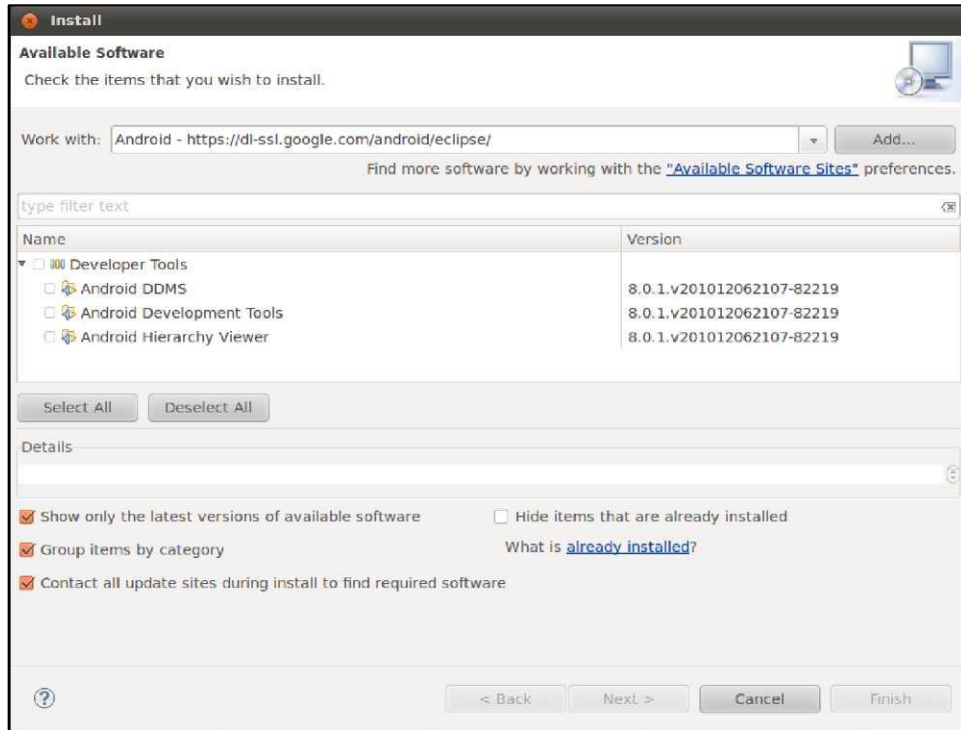 Install
Available Software
Check the items that you wish to install.
Work with: Android - https://dl-ssl.google.com/android/eclipse/ Add...
Find more software by working with the "Available Software Sites" preferences.
type filter text
Name Version
Developer Tools
Android DDMS 8.0.1.v201012062107-82219
Android Development Tools 8.0.1.v201012062107-82219
Android Hierarchy Viewer 8.0.1.v201012062107-82219
Select All Deselect All
Details
Show only the latest versions of available software Hide items that are already installed
Group items by category What is already installed?
Contact all update sites during install to find required software
? < Back Next > Cancel Finish